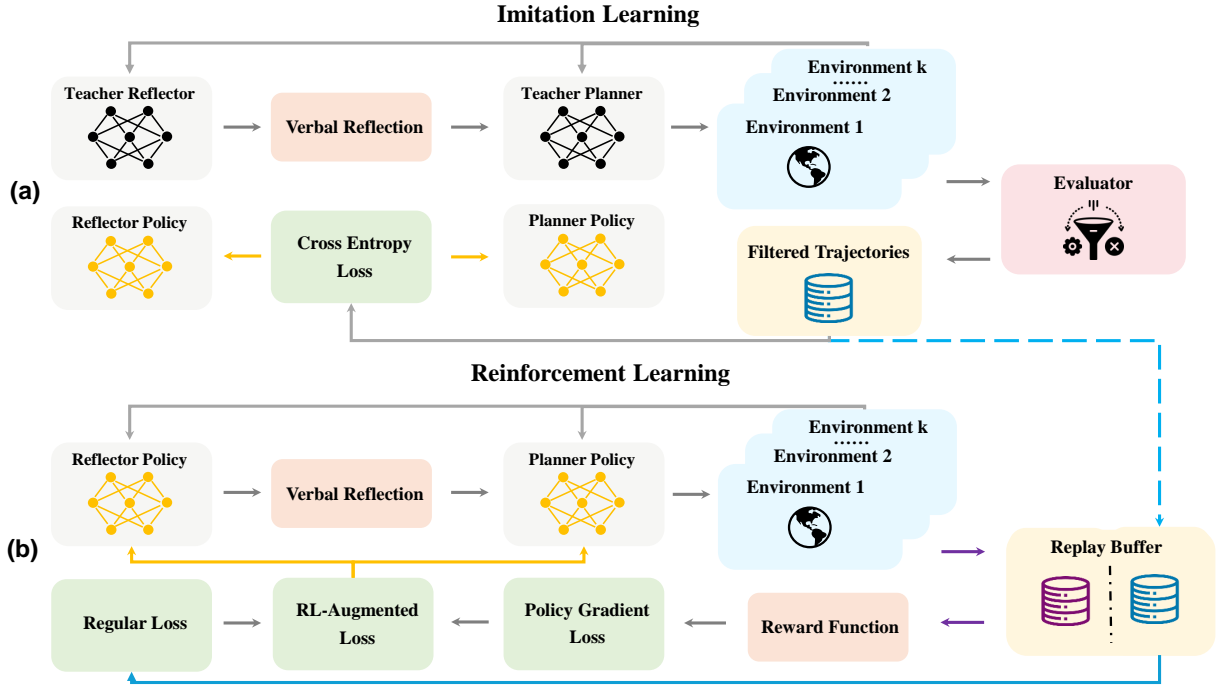 Imitation Learning
Teacher Reflector
Verbal Reflection
Teacher Planner
Environment k
......
Environment 2
Environment 1
(a)
Evaluator
Reflector Policy
Cross Entropy
Loss
Planner Policy
Filtered Trajectories
Reinforcement Learning
Reflector Policy
Verbal Reflection
Planner Policy
Environment k
......
Environment 2
Environment 1
(b)
Replay Buffer
Regular Loss
RL-Augmented
Loss
Policy Gradient
Loss
Reward Function